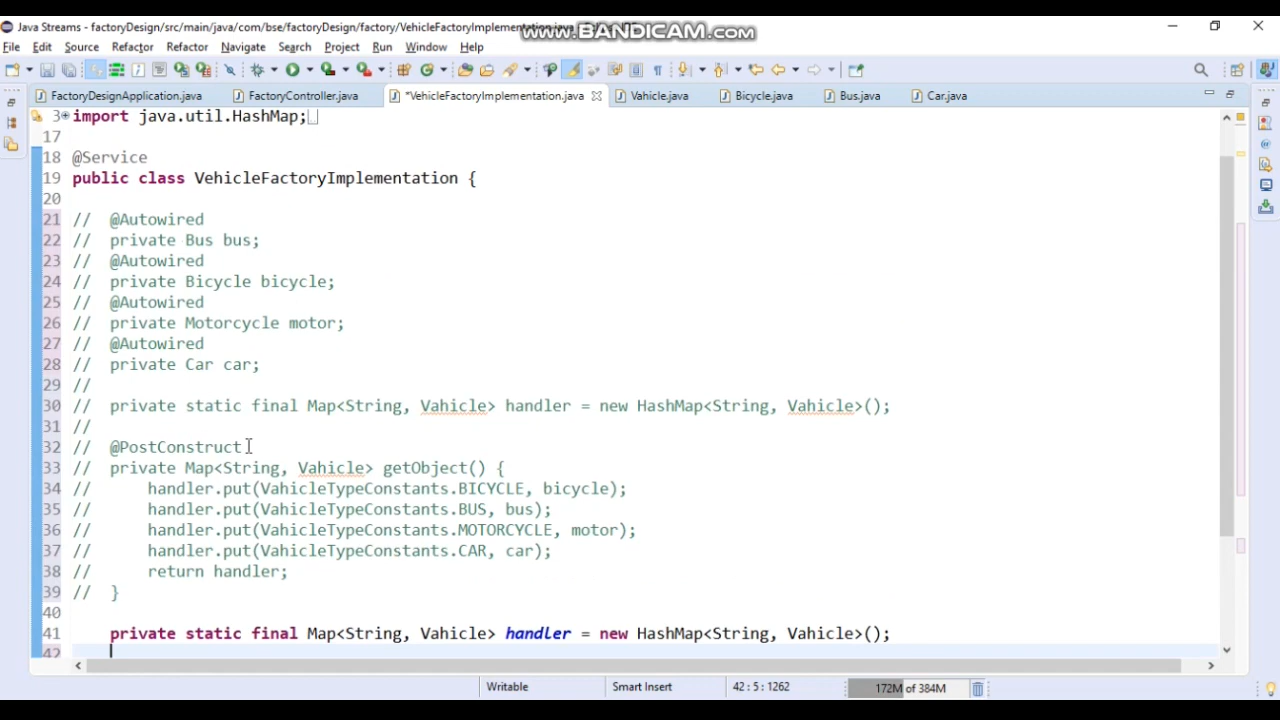 Java Streams - factoryDesign/src/main/java/com/bse/factoryDesign/factory/VehicleFactoryImplementation.java
www.BANDICAM.com
File Edit Source Refactor Refactor Navigate Search Project Run Window Help
FactoryDesignApplication.java FactoryController.java *VehicleFactoryImplementation.java Vahicle.java Bicycle.java Bus.java Car.java
3 import java.util.HashMap;
17
18 @Service
19 public class VehicleFactoryImplementation {
20
21 // @Autowired
22 // private Bus bus;
23 // @Autowired
24 // private Bicycle bicycle;
25 // @Autowired
26 // private Motorcycle motor;
27 // @Autowired
28 // private Car car;
29 //
30 // private static final Map<String, Vahicle> handler = new HashMap<String, Vahicle>();
31 //
32 // @PostConstruct
33 // private Map<String, Vahicle> getObject() {
34 // handler.put(VahicleTypeConstants.BICYCLE, bicycle);
35 // handler.put(VahicleTypeConstants.BUS, bus);
36 // handler.put(VahicleTypeConstants.MOTORCYCLE, motor);
37 // handler.put(VahicleTypeConstants.CAR, car);
38 // return handler;
39 // }
40
41 private static final Map<String, Vahicle> handler = new HashMap<String, Vahicle>();
42
Writable Smart Insert 42 : 5 : 1262 172M of 384M